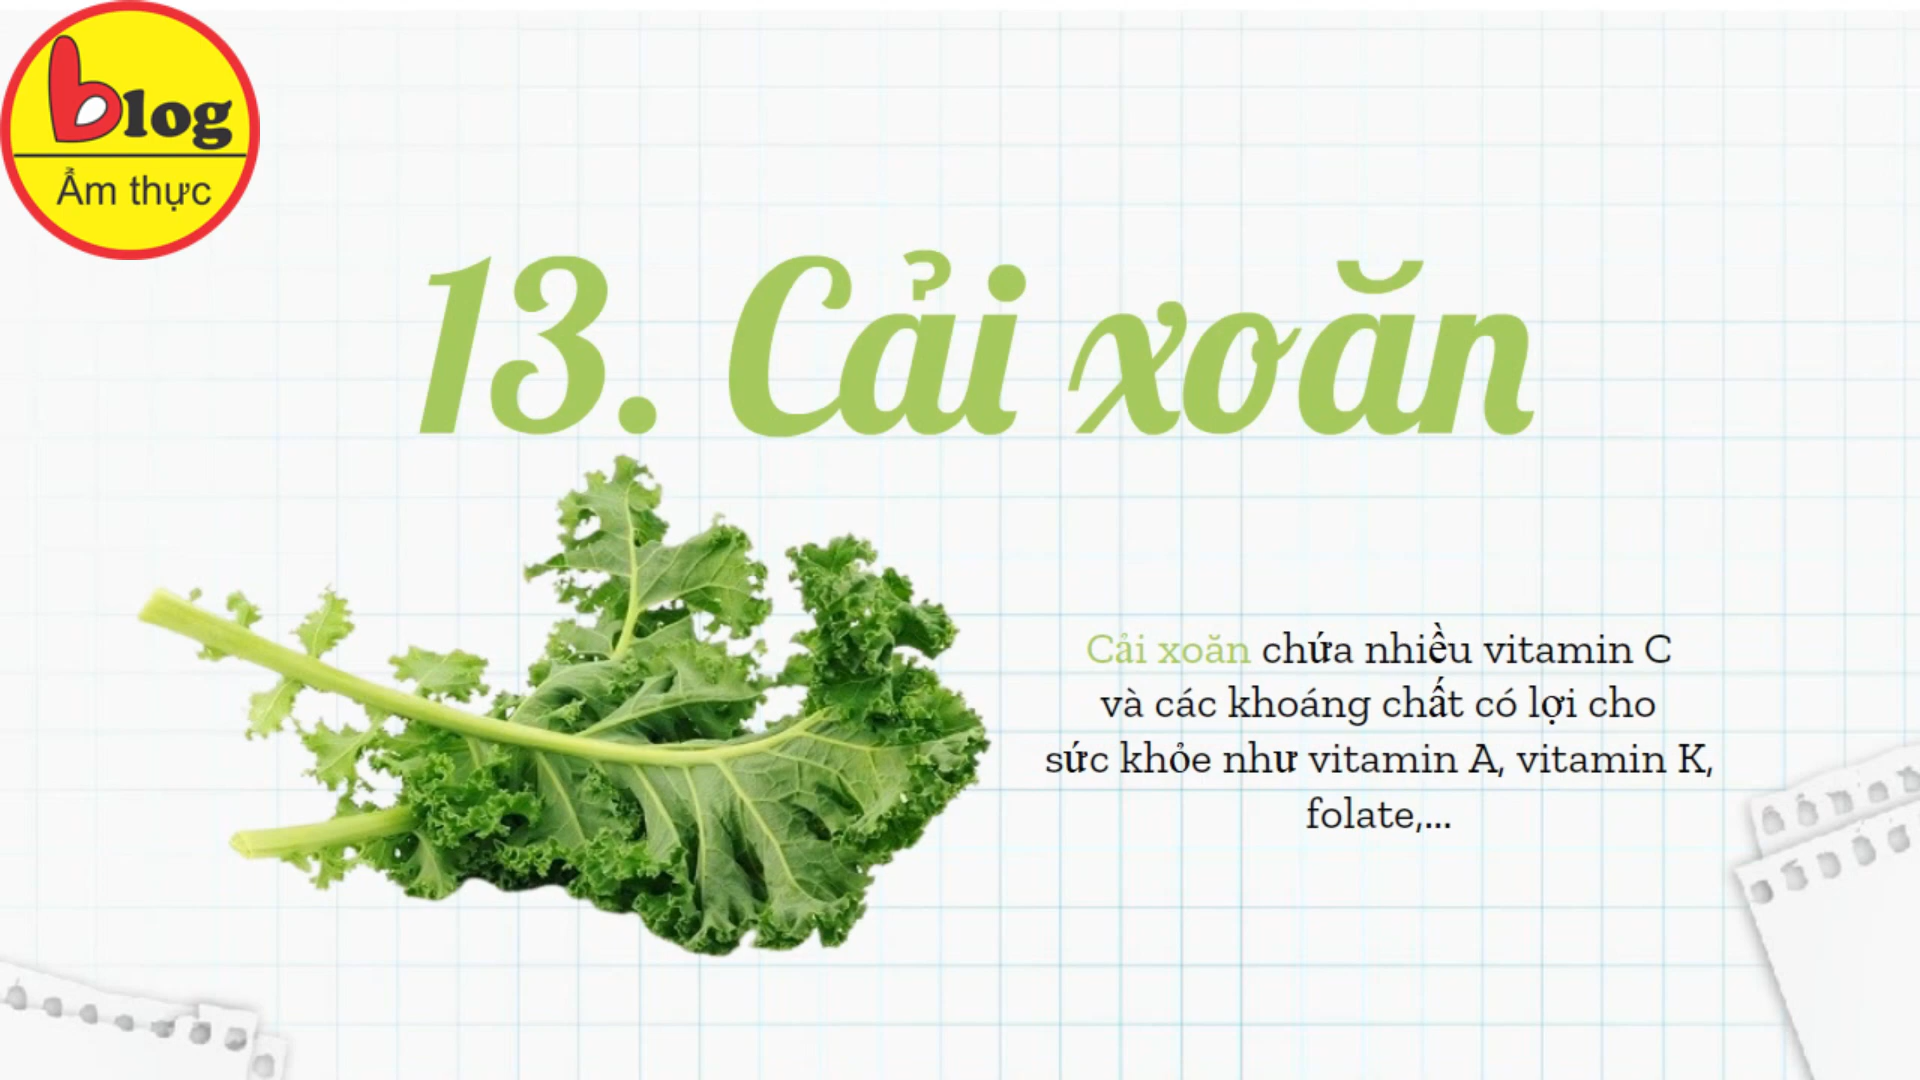 blog
Ẩm thực
13. Cải xoăn
Cải xoăn chứa nhiều vitamin C
và các khoáng chất có lợi cho
sức khỏe như vitamin A, vitamin K,
folate,...